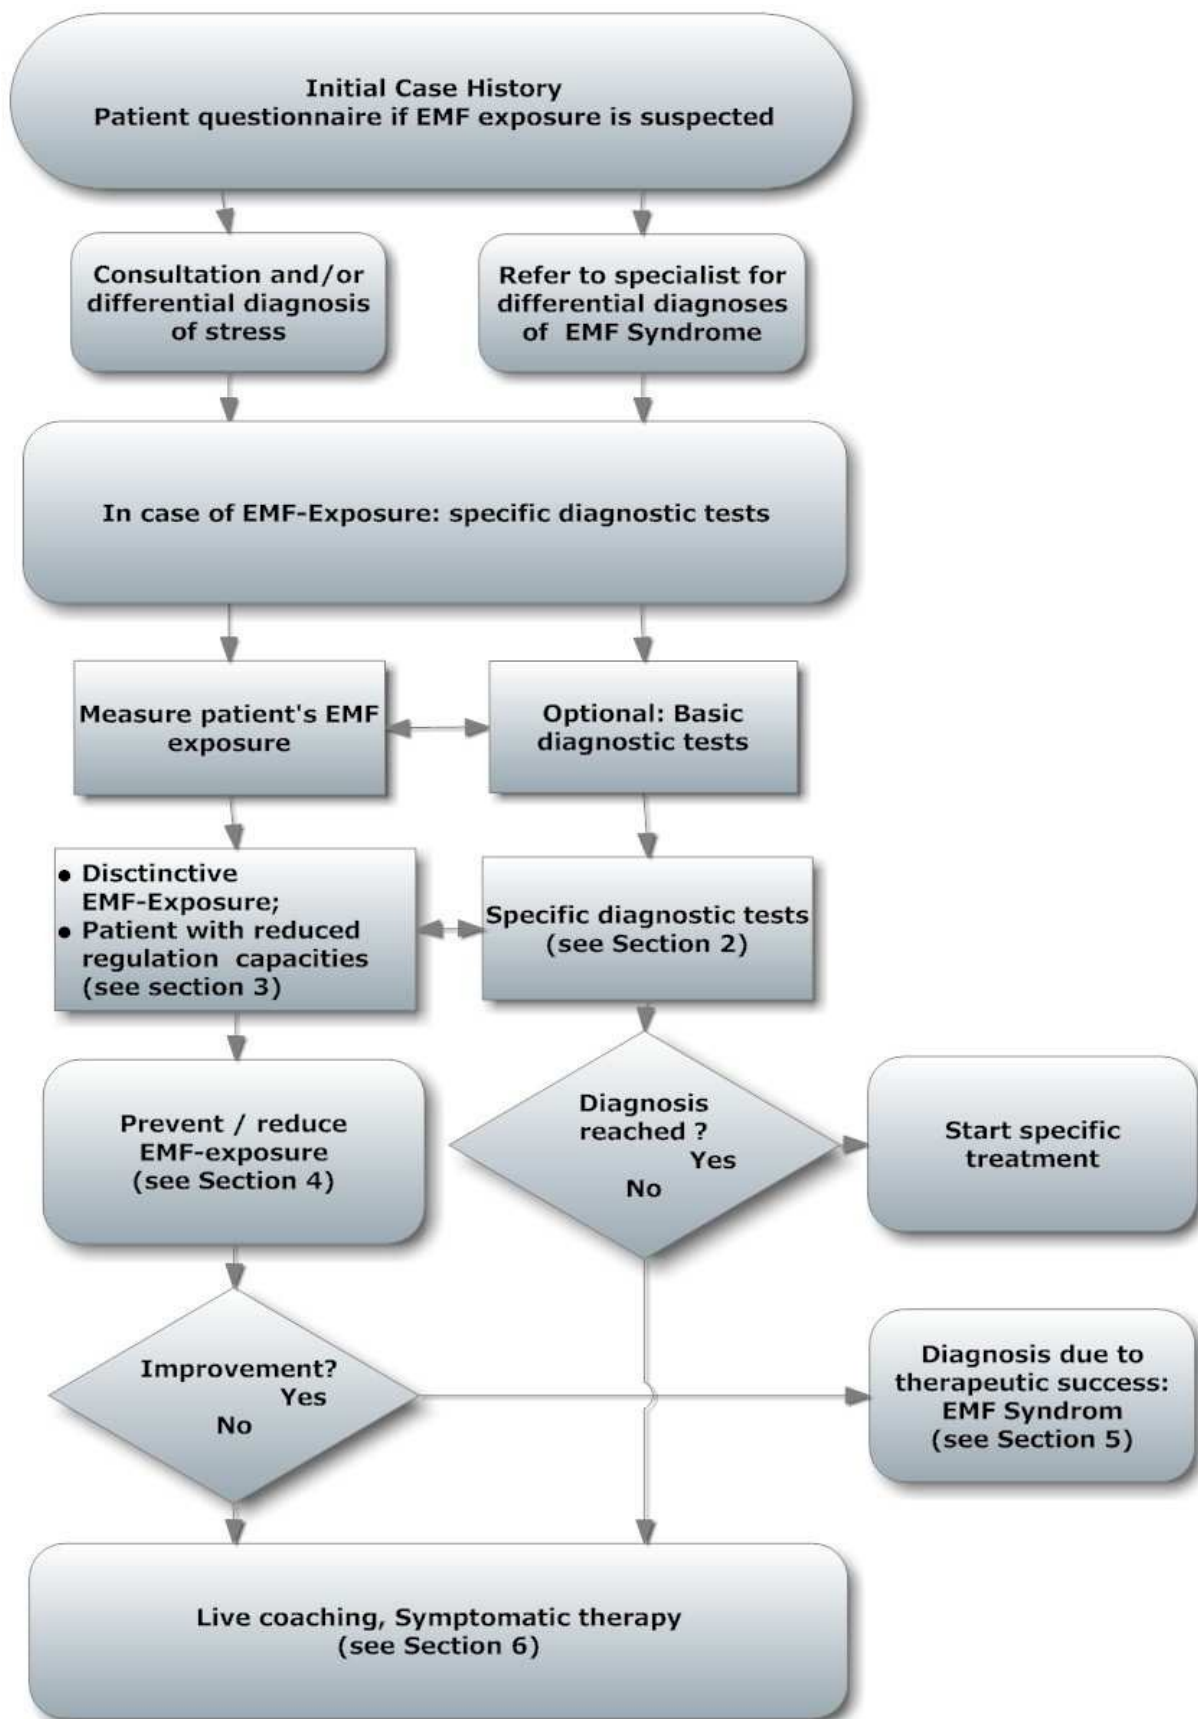 Initial Case History
Patient questionnaire if EMF exposure is suspected
Consultation and/or
differential diagnosis
of stress
Refer to specialist for
differential diagnoses
of EMF Syndrome
In case of EMF-Exposure: specific diagnostic tests
Measure patient's EMF
exposure
Optional: Basic
diagnostic tests
• Disctinctive
EMF-Exposure;
• Patient with reduced
regulation capacities
(see section 3)
Specific diagnostic tests
(see Section 2)
Prevent / reduce
EMF-exposure
(see Section 4)
Diagnosis
reached ?
Yes
No
Start specific
treatment
Improvement?
Yes
No
Diagnosis due to
therapeutic success:
EMF Syndrom
(see Section 5)
Live coaching, Symptomatic therapy
(see Section 6)